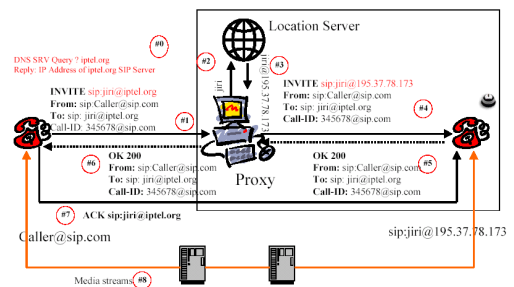 Location Server
#0
DNS SRV Query ? iptel.org
Reply: IP Address of iptel.org SIP Server
#2
#3
jiri
jiri@195.37.78.173
INVITE sip:jiri@iptel.org
From: sip:Caller@sip.com
To: sip: jiri@iptel.org
Call-ID: 345678@sip.com
#1
INVITE sip:jiri@195.37.78.173
From: sip:Caller@sip.com
To: sip: jiri@iptel.org
Call-ID: 345678@sip.com
#4
#6
OK 200
From: sip:Caller@sip.com
To: sip: jiri@iptel.org
Call-ID: 345678@sip.com
Proxy
OK 200
From: sip:Caller@sip.com
To: sip: jiri@iptel.org
Call-ID: 345678@sip.com
#5
#7
ACK sip:jiri@iptel.org
Caller@sip.com
sip:jiri@195.37.78.173
Media streams
#8